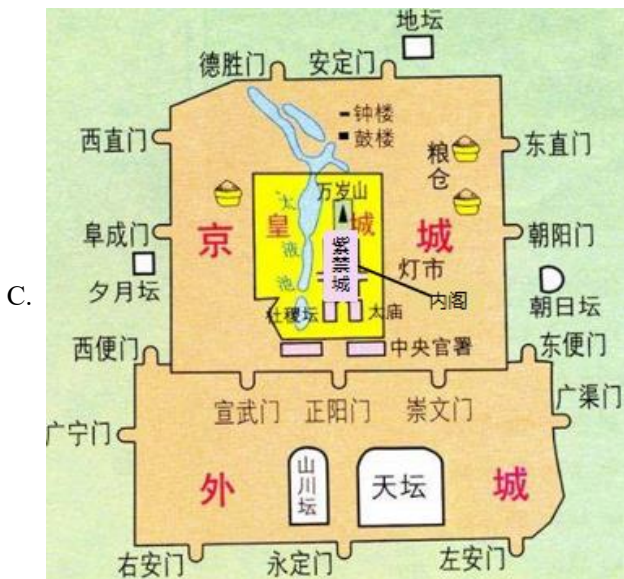 地坛
德胜门
安定门
钟楼
鼓楼
西直门
粮仓
东直门
万岁山
太液池
阜成门
京
皇
城
城
朝阳门
紫禁城
灯市
夕月坛
内阁
朝日坛
C.
社稷坛
太庙
西便门
中央官署
东便门
宣武门
正阳门
崇文门
广渠门
广宁门
山川坛
天坛
外
城
右安门
永定门
左安门